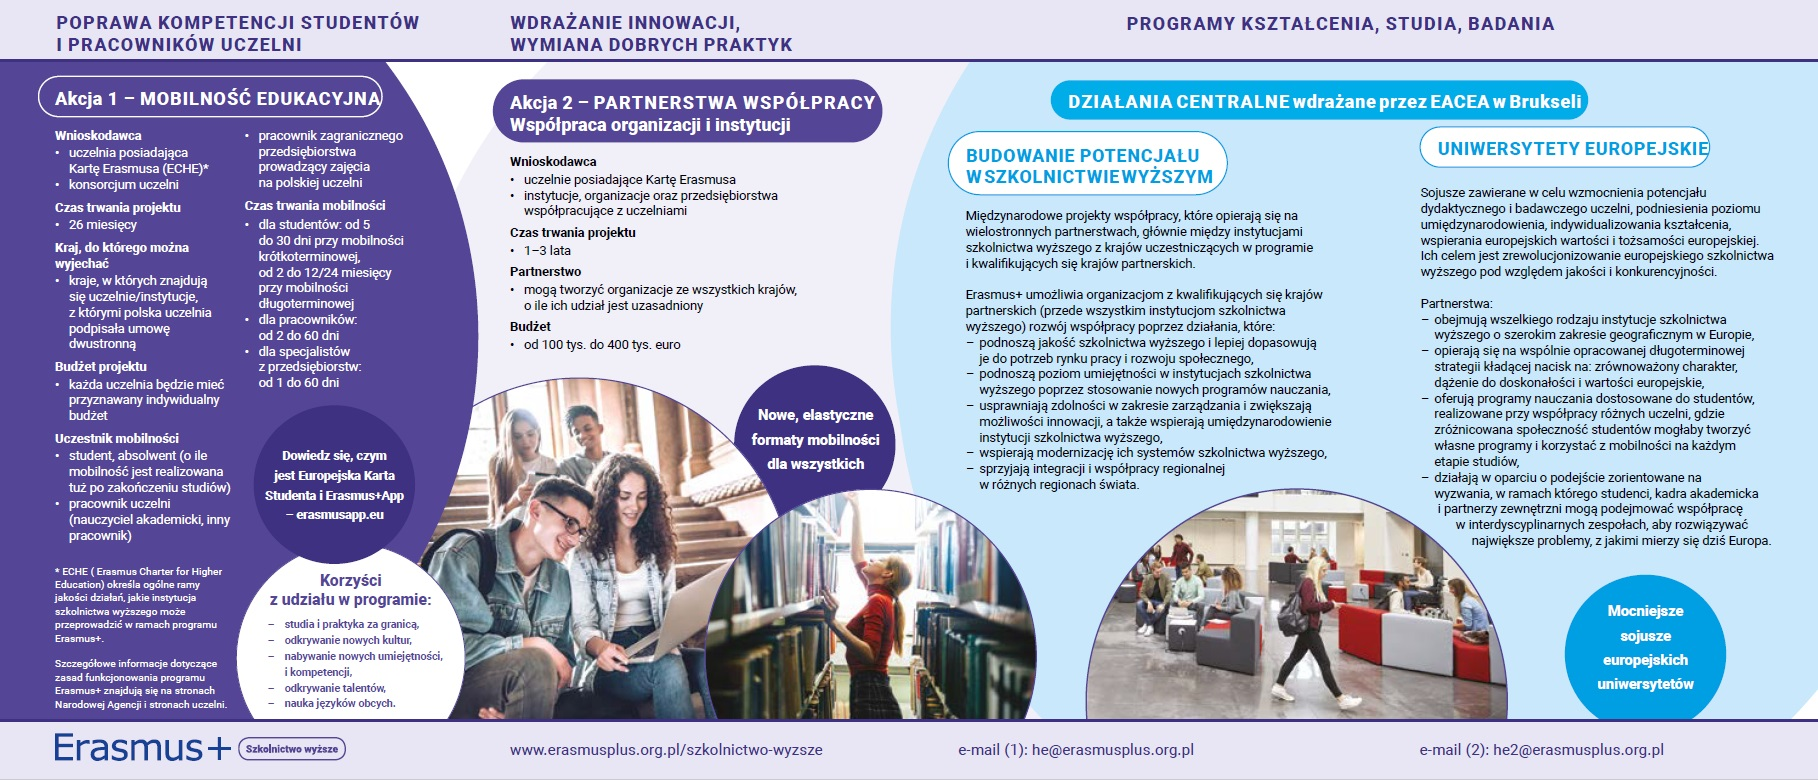 POPRAWA KOMPETENCJI STUDENTÓW
I PRACOWNIKÓW UCZELNI
WDRAŻANIE INNOWACJI,
WYMIANA DOBRYCH PRAKTYK
PROGRAMY KSZTAŁCENIA, STUDIA, BADANIA
Akcja 1 – MOBILNOŚĆ EDUKACYJNA
Wnioskodawca
• uczelnia posiadająca
Kartę Erasmusa (ECHE)*
• konsorcjum uczelni
Czas trwania projektu
• 26 miesięcy
Kraj, do którego można
wyjechać
• kraje, w których znajdują
się uczelnie/instytucje,
z którymi polska uczelnia
podpisała umowę
dwustronną
Budżet projektu
• każda uczelnia będzie mieć
przyznawany indywidualny
budżet
Uczestnik mobilności
• student, absolwent (o ile
mobilność jest realizowana
tuż po zakończeniu studiów)
• pracownik uczelni
(nauczyciel akademicki, inny
pracownik)
* ECHE ( Erasmus Charter for Higher
Education) określa ogólne ramy
jakości działań, jakie instytucja
szkolnictwa wyższego może
przeprowadzić w ramach programu
Erasmus+.
Szczegółowe informacje dotyczące
zasad funkcjonowania programu
Erasmus+ znajdują się na stronach
Narodowej Agencji i stronach uczelni.
• pracownik zagranicznego
przedsiębiorstwa
prowadzący zajęcia
na polskiej uczelni
Czas trwania mobilności
• dla studentów: od 5
do 30 dni przy mobilności
krótkoterminowej,
od 2 do 12/24 miesięcy
przy mobilności
długoterminowej
• dla pracowników:
od 2 do 60 dni
• dla specjalistów
z przedsiębiorstw:
od 1 do 60 dni
Dowiedz się, czym
jest Europejska Karta
Studenta i Erasmus+App
– erasmusapp.eu
Korzyści
z udziału w programie:
– studia i praktyka za granicą,
– odkrywanie nowych kultur,
– nabywanie nowych umiejętności,
i kompetencji,
– odkrywanie talentów,
– nauka języków obcych.
Akcja 2 – PARTNERSTWA WSPÓŁPRACY
Współpraca organizacji i instytucji
Wnioskodawca
• uczelnie posiadające Kartę Erasmusa
• instytucje, organizacje oraz przedsiębiorstwa
współpracujące z uczelniami
Czas trwania projektu
• 1–3 lata
Partnerstwo
• mogą tworzyć organizacje ze wszystkich krajów,
o ile ich udział jest uzasadniony
Budżet
• od 100 tys. do 400 tys. euro
Nowe, elastyczne
formaty mobilności
dla wszystkich
DZIAŁANIA CENTRALNE wdrażane przez EACEA w Brukseli
BUDOWANIE POTENCJAŁU
W SZKOLNICTWIE WYŻSZYM
Międzynarodowe projekty współpracy, które opierają się na
wielostronnych partnerstwach, głównie między instytucjami
szkolnictwa wyższego z krajów uczestniczących w programie
i kwalifikujących się krajów partnerskich.
Erasmus+ umożliwia organizacjom z kwalifikujących się krajów
partnerskich (przede wszystkim instytucjom szkolnictwa
wyższego) rozwój współpracy poprzez działania, które:
– podnoszą jakość szkolnictwa wyższego i lepiej dopasowują
je do potrzeb rynku pracy i rozwoju społecznego,
– podnoszą poziom umiejętności w instytucjach szkolnictwa
wyższego poprzez stosowanie nowych programów nauczania,
– usprawniają zdolności w zakresie zarządzania i zwiększają
możliwości innowacji, a także wspierają umiędzynarodowienie
instytucji szkolnictwa wyższego,
– wspierają modernizację ich systemów szkolnictwa wyższego,
– sprzyjają integracji i współpracy regionalnej
w różnych regionach świata.
UNIWERSYTETY EUROPEJSKIE
Sojusze zawierane w celu wzmocnienia potencjału
dydaktycznego i badawczego uczelni, podniesienia poziomu
umiędzynarodowienia, indywidualizowania kształcenia,
wspierania europejskich wartości i tożsamości europejskiej.
Ich celem jest zrewolucjonizowanie europejskiego szkolnictwa
wyższego pod względem jakości i konkurencyjności.
Partnerstwa:
– obejmują wszelkiego rodzaju instytucje szkolnictwa
wyższego o szerokim zakresie geograficznym w Europie,
– opierają się na wspólnie opracowanej długoterminowej
strategii kładącej nacisk na: zrównoważony charakter,
dążenie do doskonałości i wartości europejskie,
– oferują programy nauczania dostosowane do studentów,
realizowane przy współpracy różnych uczelni, gdzie
zróżnicowana społeczność studentów mogłaby tworzyć
własne programy i korzystać z mobilności na każdym
etapie studiów,
– działają w oparciu o podejście zorientowane na
wyzwania, w ramach którego studenci, kadra akademicka
i partnerzy zewnętrzni mogą podejmować współpracę
w interdyscyplinarnych zespołach, aby rozwiązywać
największe problemy, z jakimi mierzy się dziś Europa.
Mocniejsze
sojusze
europejskich
uniwersytetów
Erasmus+ Szkolnictwo wyższe
www.erasmusplus.org.pl/szkolnictwo-wyzsze
e-mail (1): he@erasmusplus.org.pl
e-mail (2): he2@erasmusplus.org.pl